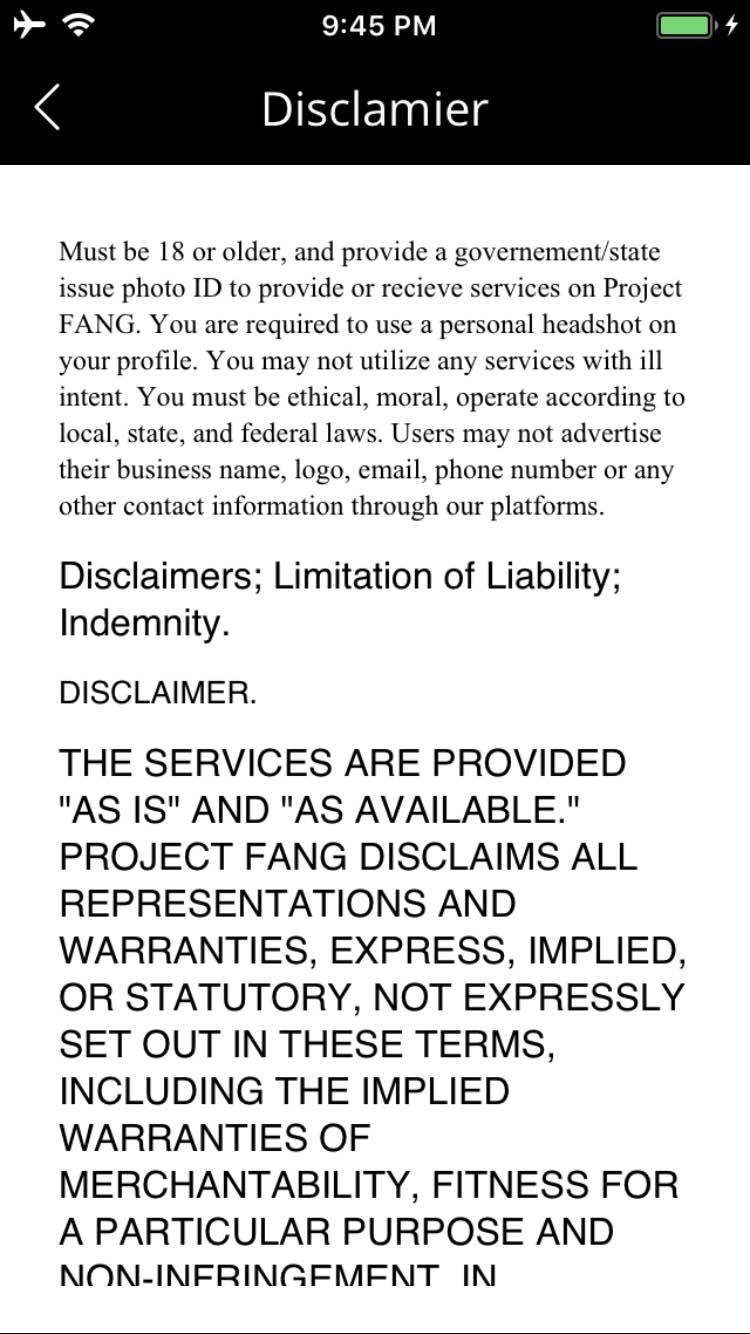 9:45 PM
Disclamier
Must be 18 or older, and provide a governement/state
issue photo ID to provide or recieve services on Project
FANG. You are required to use a personal headshot on
your profile. You may not utilize any services with ill
intent. You must be ethical, moral, operate according to
local, state, and federal laws. Users may not advertise
their business name, logo, email, phone number or any
other contact information through our platforms.
Disclaimers; Limitation of Liability;
Indemnity.
DISCLAIMER.
THE SERVICES ARE PROVIDED
"AS IS" AND "AS AVAILABLE."
PROJECT FANG DISCLAIMS ALL
REPRESENTATIONS AND
WARRANTIES, EXPRESS, IMPLIED,
OR STATUTORY, NOT EXPRESSLY
SET OUT IN THESE TERMS,
INCLUDING THE IMPLIED
WARRANTIES OF
MERCHANTABILITY, FITNESS FOR
A PARTICULAR PURPOSE AND
NON-INFRINGEMENT. IN